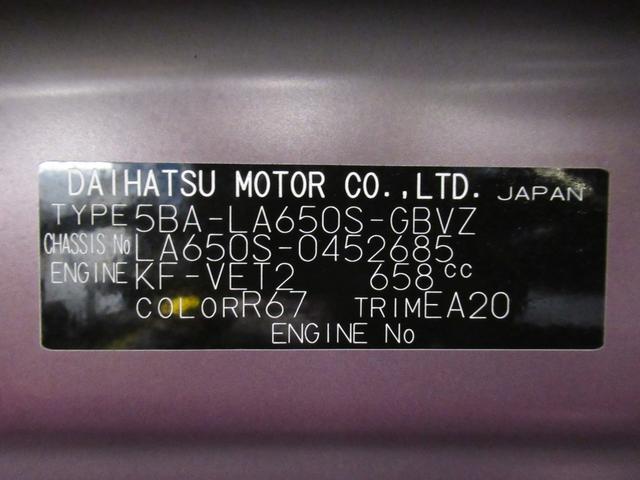 DAIHATSU MOTOR CO.,LTD. JAPAN
TYPE 5BA-LA650S-GBVZ
CHASSIS No LA650S-0452685
ENGINE KF-VET2 658cc
COLOR R67 TRIM EA20
ENGINE No